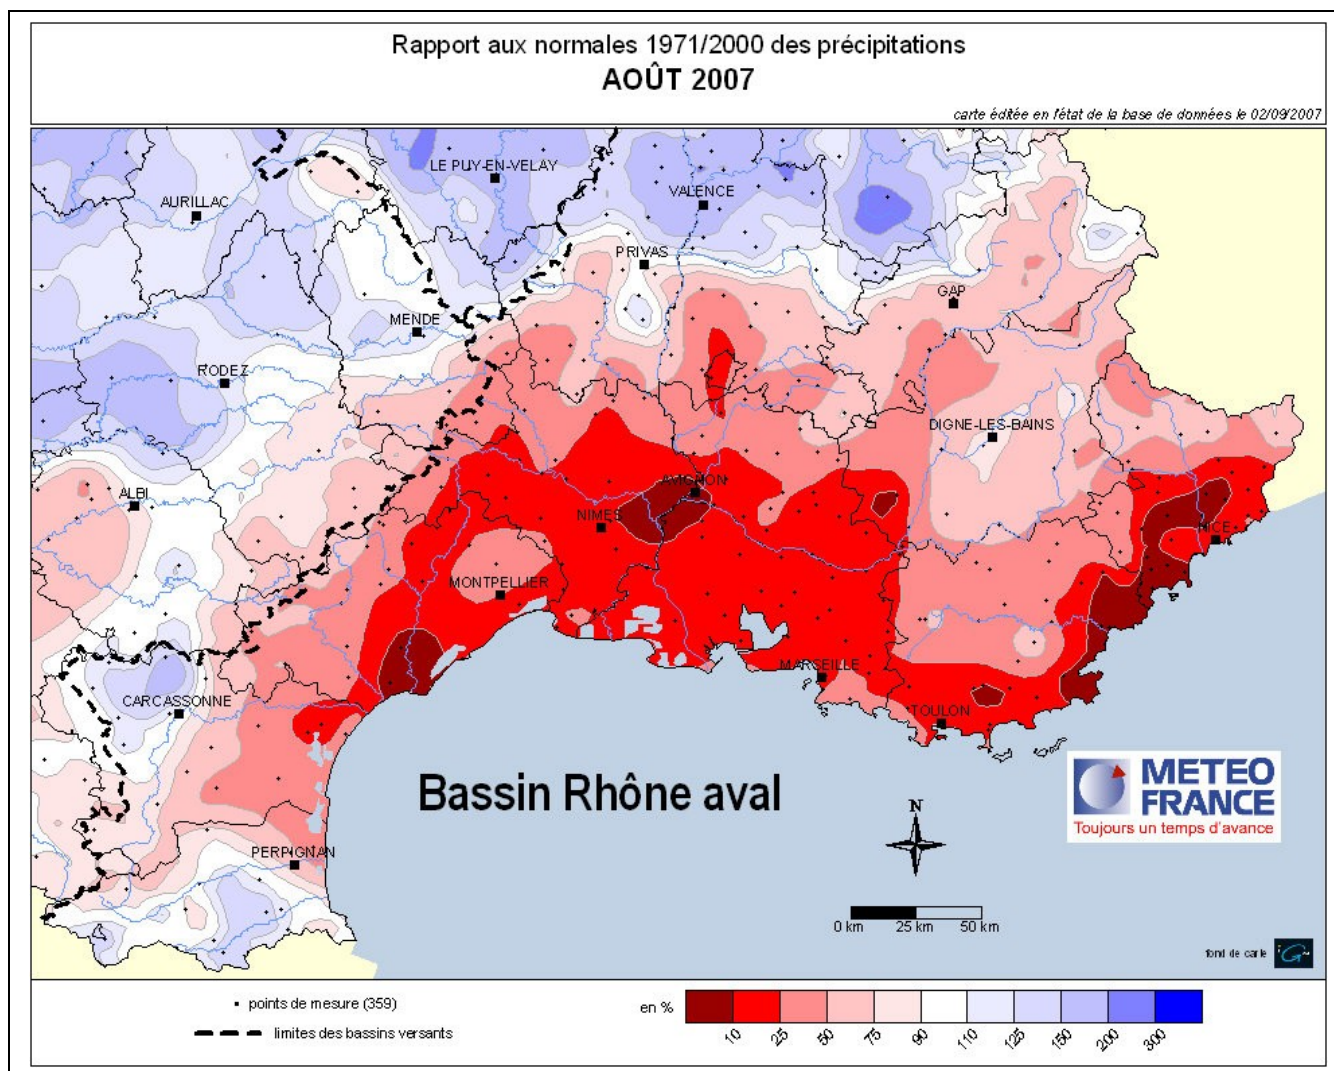 Rapport aux normales 1971/2000 des précipitations
AOÛT 2007
carte éditée en l'état de la base de données le 02/09/2007
LE PUY-EN-VELAY
AURILLAC
VALENCE
PRIVAS
GAP
MENDE
RODEZ
DIGNE-LES-BAINS
ALBI
AVIGNON
NIMES
NICE
MONTPELLIER
MARSEILLE
CARCASSONNE
TOULON
Bassin Rhône aval
METEO
FRANCE
Toujours un temps d'avance
N
PERPIGNAN
0 km 25 km 50 km
fond de carte
points de mesure (359)
en %
limites des bassins versants
10 25 50 75 90 110 125 150 200 300